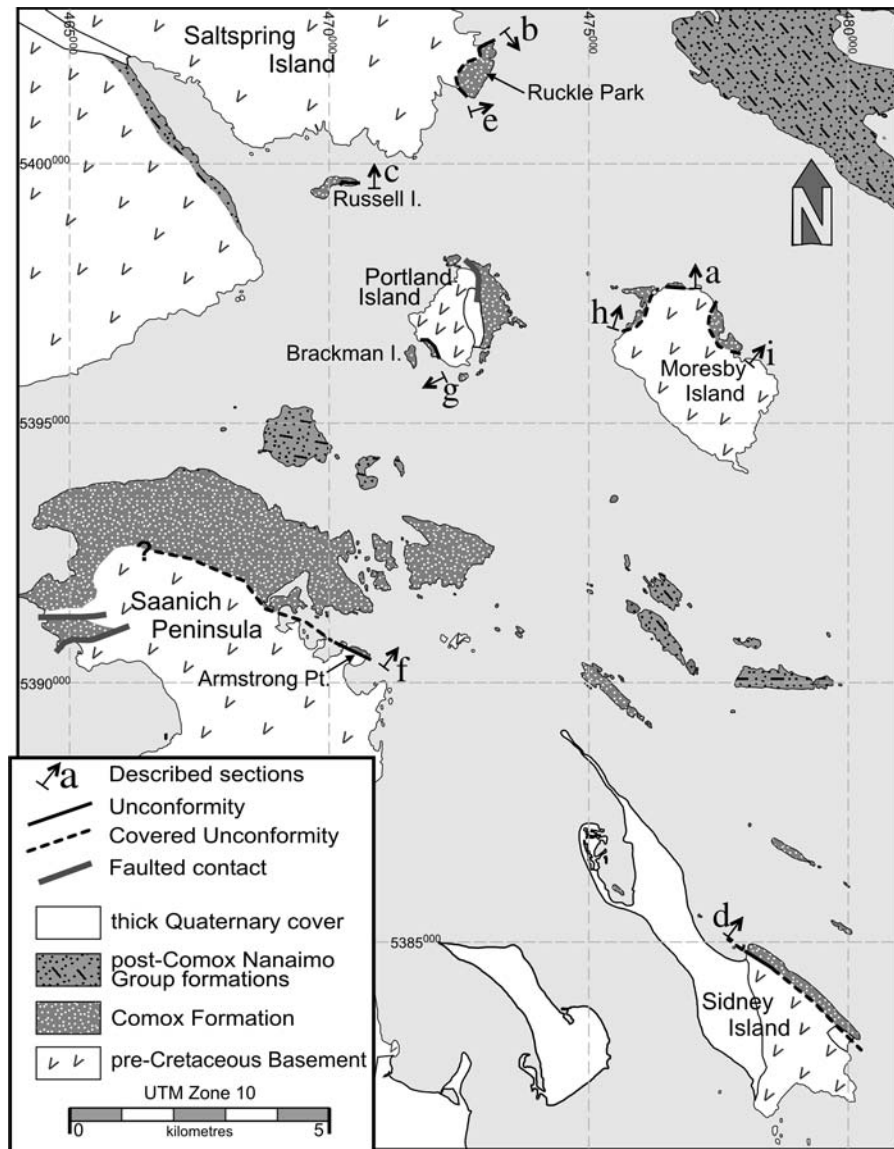 465000
470000
475000
480000
Saltspring
Island
b
Ruckle Park
e
5400000
c
Russell I.
N
Portland
Island
a
h
Brackman I.
i
Moresby
Island
g
5395000
?
Saanich
Peninsula
Armstrong Pt.
f
5390000
a Described sections
Unconformity
Covered Unconformity
Faulted contact
thick Quaternary cover
post-Comox Nanaimo
Group formations
Comox Formation
pre-Cretaceous Basement
UTM Zone 10
0 kilometres 5
5385000
d
Sidney
Island